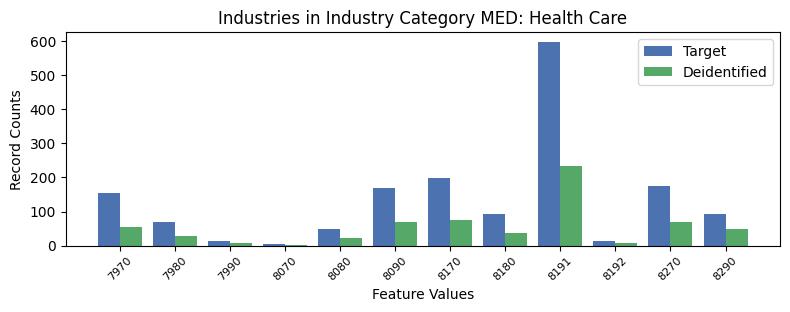 Industries in Industry Category MED: Health Care
Record Counts
600
500
400
300
200
100
0
Target
Deidentified
7970 7980 7990 8070 8080 8090 8170 8180 8191 8192 8270 8290
Feature Values